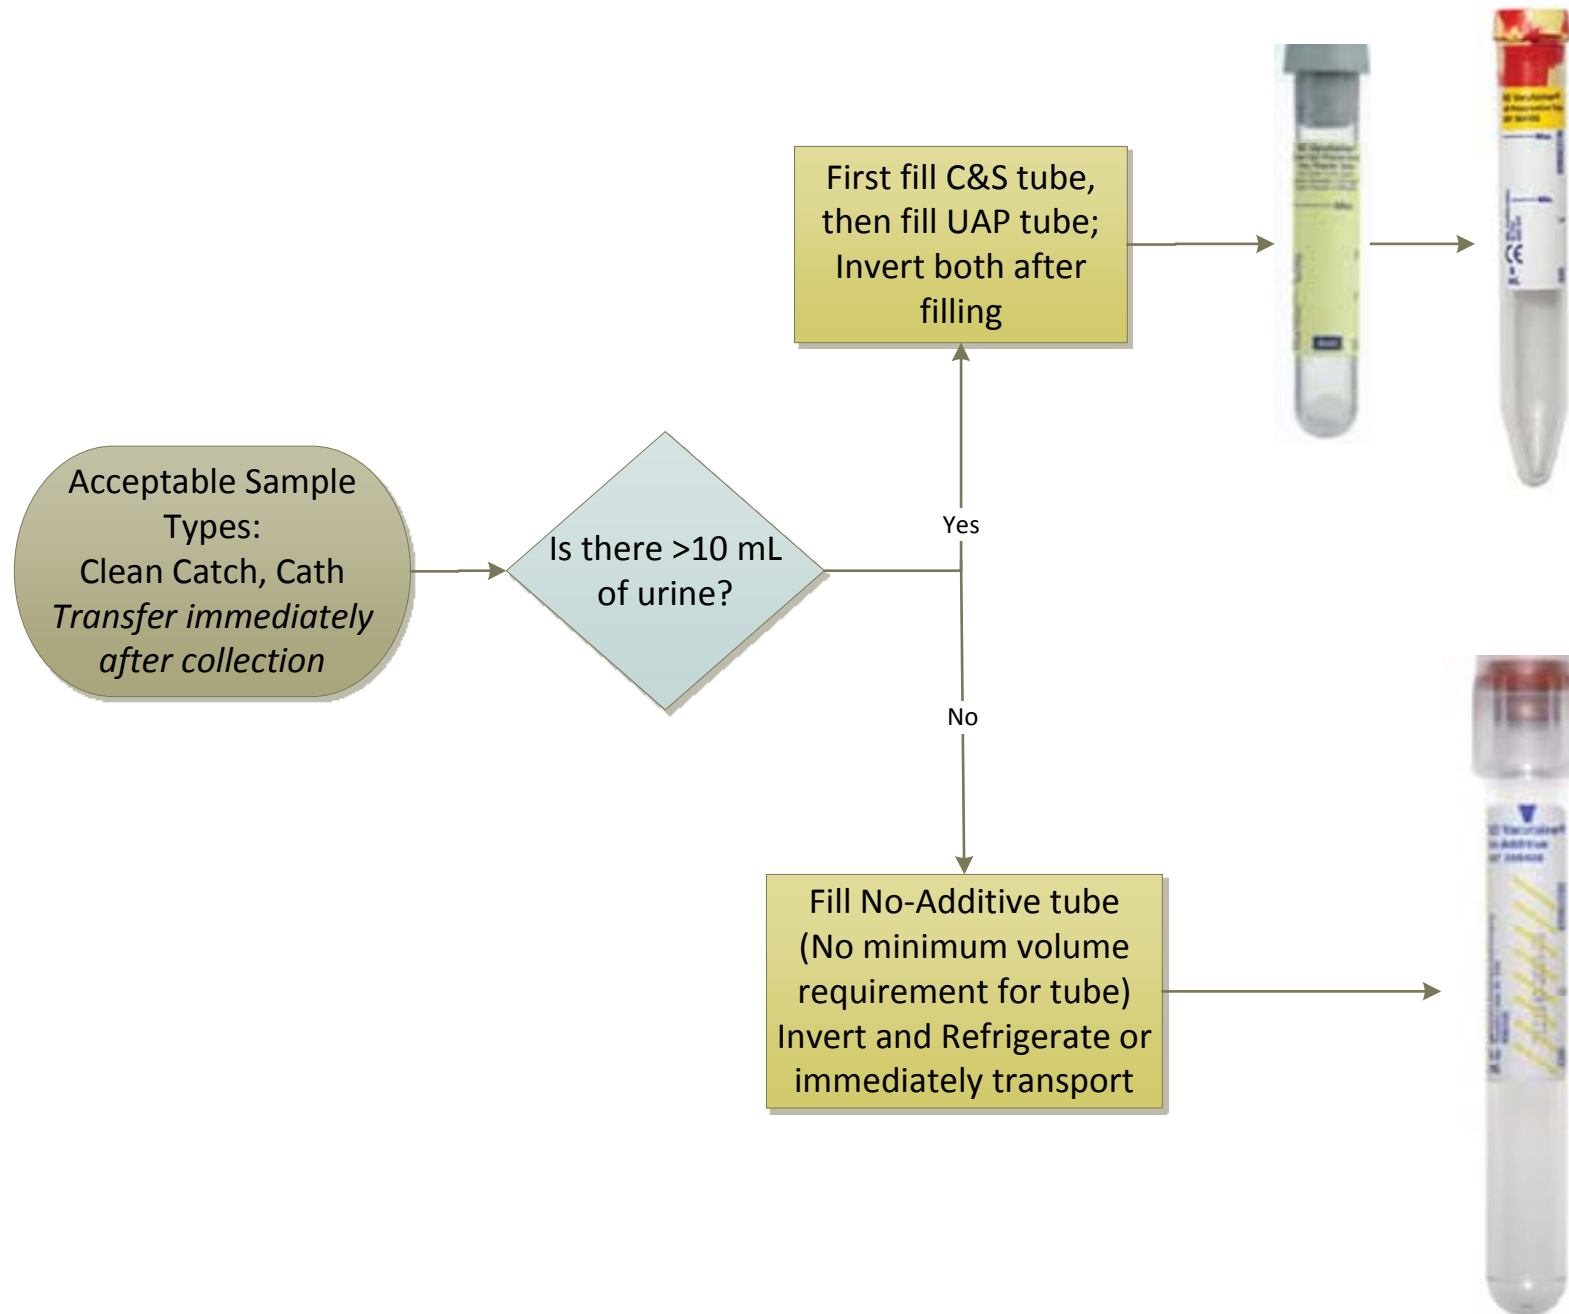 First fill C&S tube,
then fill UAP tube;
Invert both after
filling
Acceptable Sample
Types:
Clean Catch, Cath
Transfer immediately
after collection
Is there >10 mL
of urine?
Yes
No
Fill No-Additive tube
(No minimum volume
requirement for tube)
Invert and Refrigerate or
immediately transport